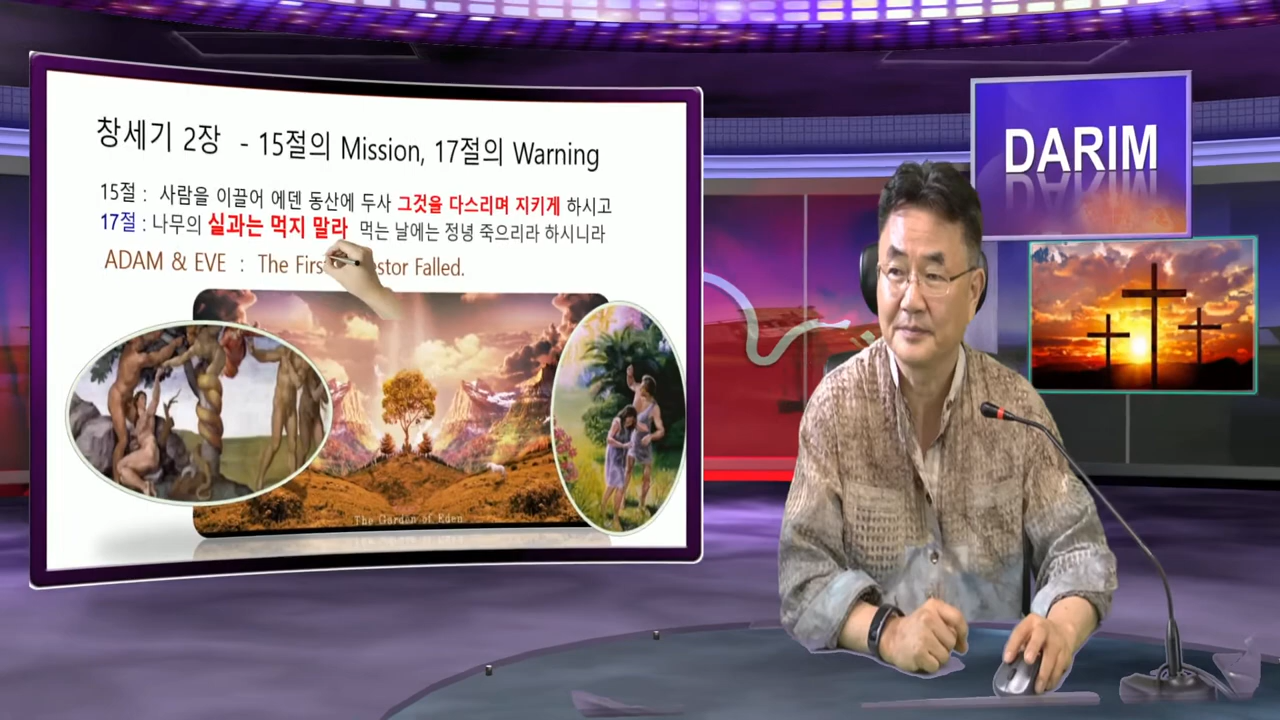 창세기 2장 - 15절의 Mission, 17절의 Warning
15절 : 사람을 이끌어 에덴 동산에 두사 그것을 다스리며 지키게 하시고
17절 : 나무의 실과는 먹지 말라 먹는 날에는 정녕 죽으리라 하시니라
ADAM & EVE : The Falled.
The Garden of Eden
DARIM